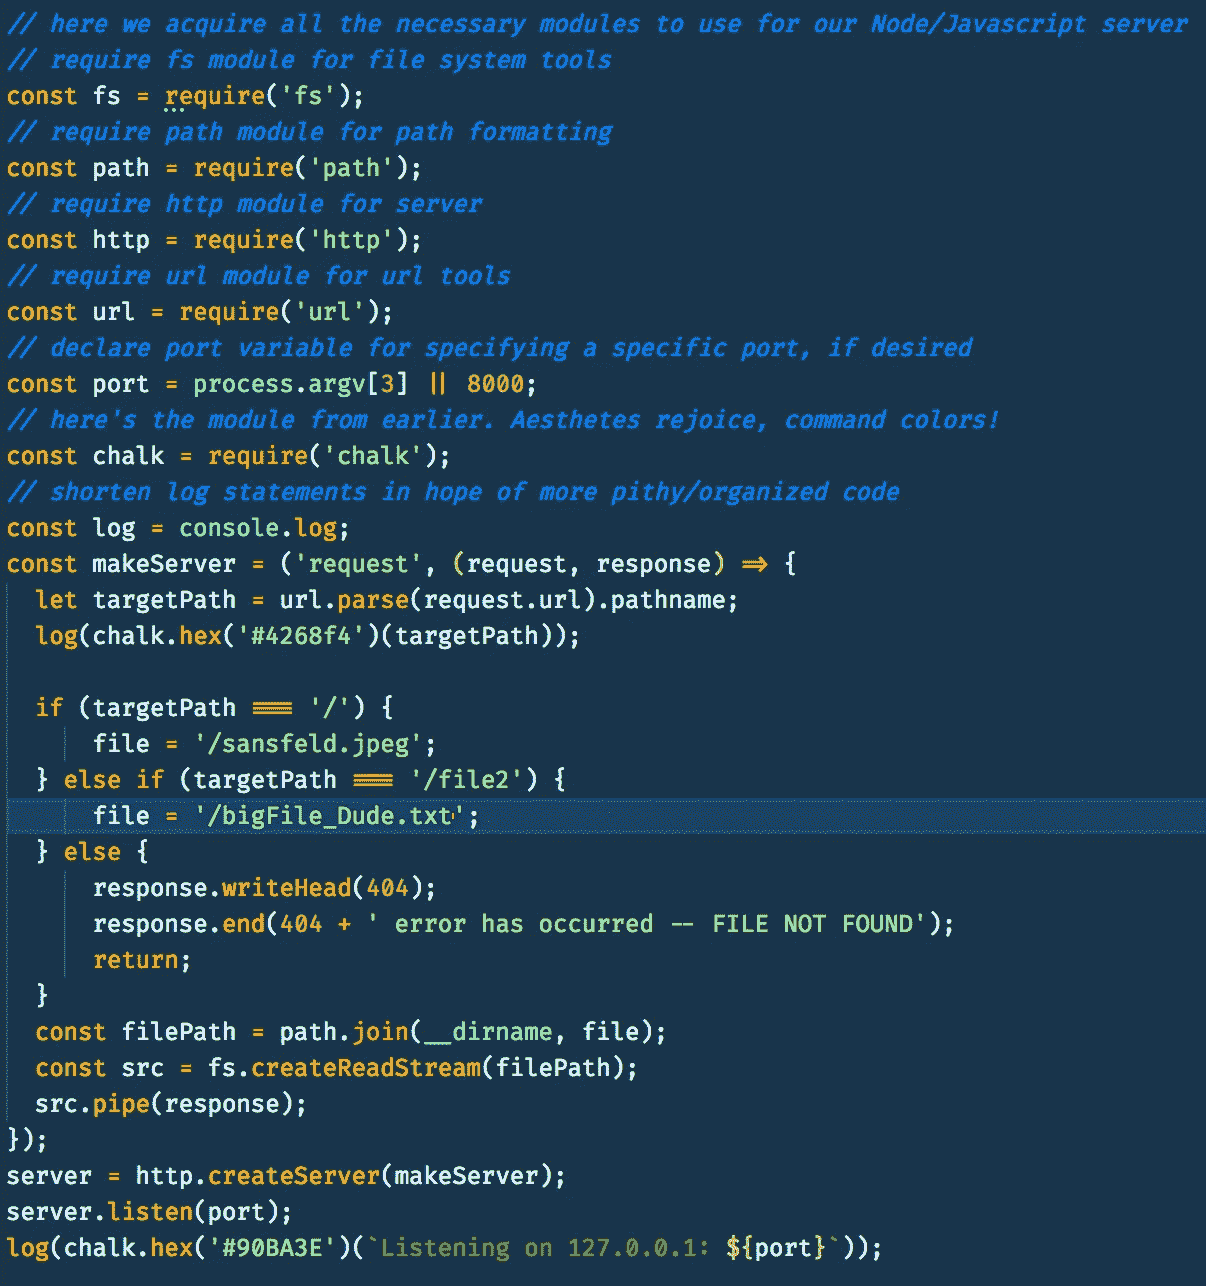 // here we acquire all the necessary modules to use for our Node/Javascript server
// require fs module for file system tools
const fs = require('fs');
// require path module for path formatting
const path = require('path');
// require http module for server
const http = require('http');
// require url module for url tools
const url = require('url');
// declare port variable for specifying a specific port, if desired
const port = process.argv[3] || 8000;
// here's the module from earlier. Aesthetes rejoice, command colors!
const chalk = require('chalk');
// shorten log statements in hope of more pithy/organized code
const log = console.log;
const makeServer = ('request', (request, response) => {
  let targetPath = url.parse(request.url).pathname;
  log(chalk.hex('#4268f4')(targetPath));

  if (targetPath === '/') {
      file = '/sansfeld.jpeg';
  } else if (targetPath === '/file2') {
      file = '/bigFile_Dude.txt';
  } else {
      response.writeHead(404);
      response.end(404 + ' error has occurred -- FILE NOT FOUND');
      return;
  }
  const filePath = path.join(__dirname, file);
  const src = fs.createReadStream(filePath);
  src.pipe(response);
});
server = http.createServer(makeServer);
server.listen(port);
log(chalk.hex('#90BA3E')(`Listening on 127.0.0.1: ${port}`));